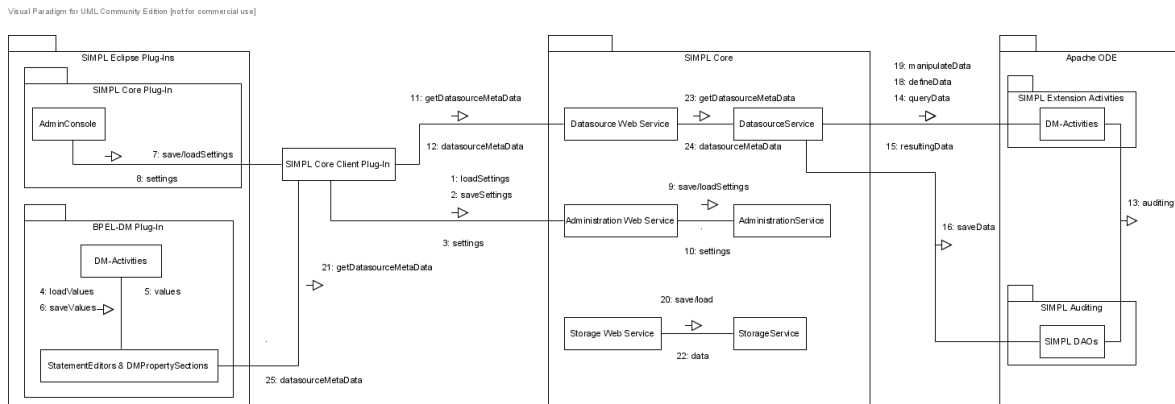 Visual Paradigm for UML Community Edition [not for commercial use]
SIMPL Eclipse Plug-Ins
SIMPL Core Plug-In
AdminConsole
7: save/loadSettings
8: settings
BPEL-DM Plug-In
DM-Activities
4: loadValues
5: values
6: saveValues
StatementEditors & DMPropertySections
SIMPL Core Client Plug-In
11: getDatasourceMetaData
12: datasourceMetaData
1: loadSettings
2: saveSettings
3: settings
21: getDatasourceMetaData
25: datasourceMetaData
SIMPL Core
Datasource Web Service
23: getDatasourceMetaData
DatasourceService
24: datasourceMetaData
9: save/loadSettings
Administration Web Service
AdministrationService
10: settings
20: save/load
Storage Web Service
StorageService
22: data
19: manipulateData
18: defineData
14: queryData
15: resultingData
16: saveData
Apache ODE
SIMPL Extension Activities
DM-Activities
13: auditing
SIMPL Auditing
SIMPL DAOs